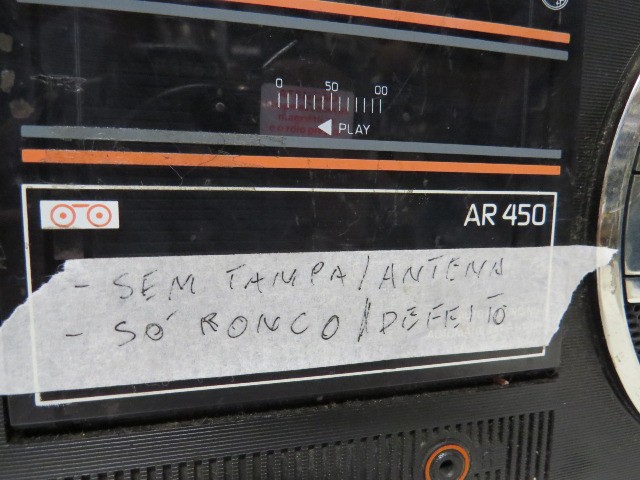 0 50 00
PLAY
AR 450
- SEM TAMPA/ANTENA
- SÓ RONCO/DEFEITO